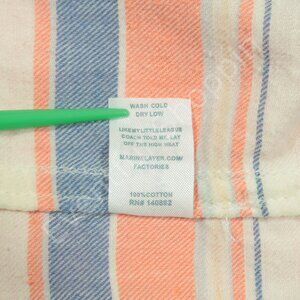 WASH COLD
DRY LOW
LIKE MY LITTLE LEAGUE
COACH TOLD ME, LAY
OFF THE HIGH HEAT
MARINELAYER.COM/
FACTORIES
100% COTTON
RN# 140882